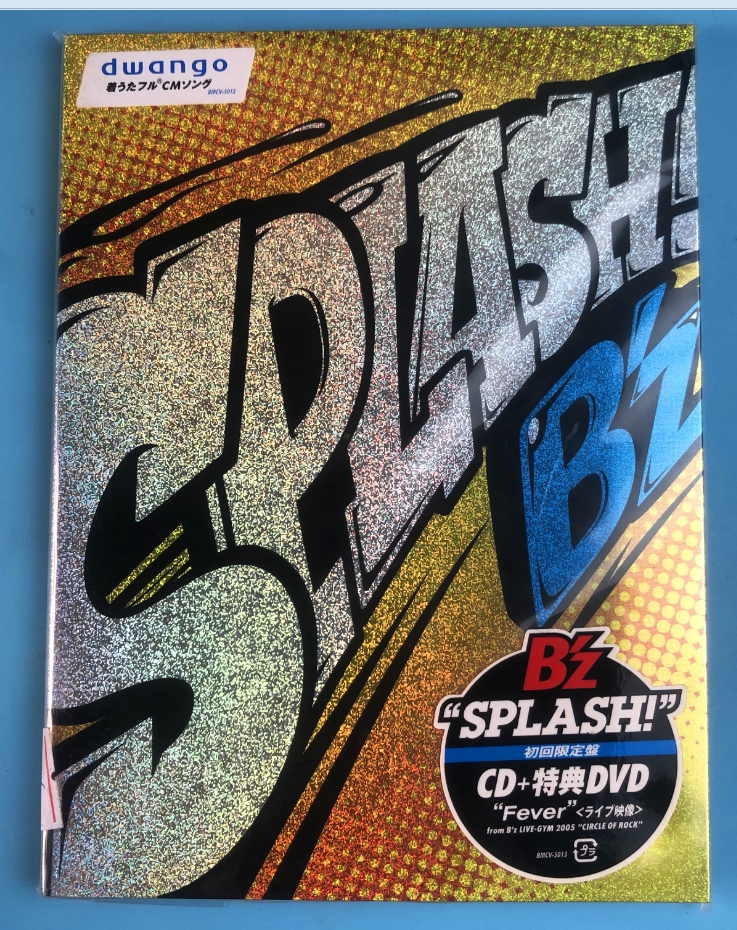 dwango
着うたフル®CMソング
BMCV-5013
SPLASH!
B'z
B'z
“SPLASH!”
初回限定盤
CD+特典DVD
“Fever”<ライブ映像>
from B'z LIVE-GYM 2005 "CIRCLE OF ROCK"
BMCV-5013
プラ